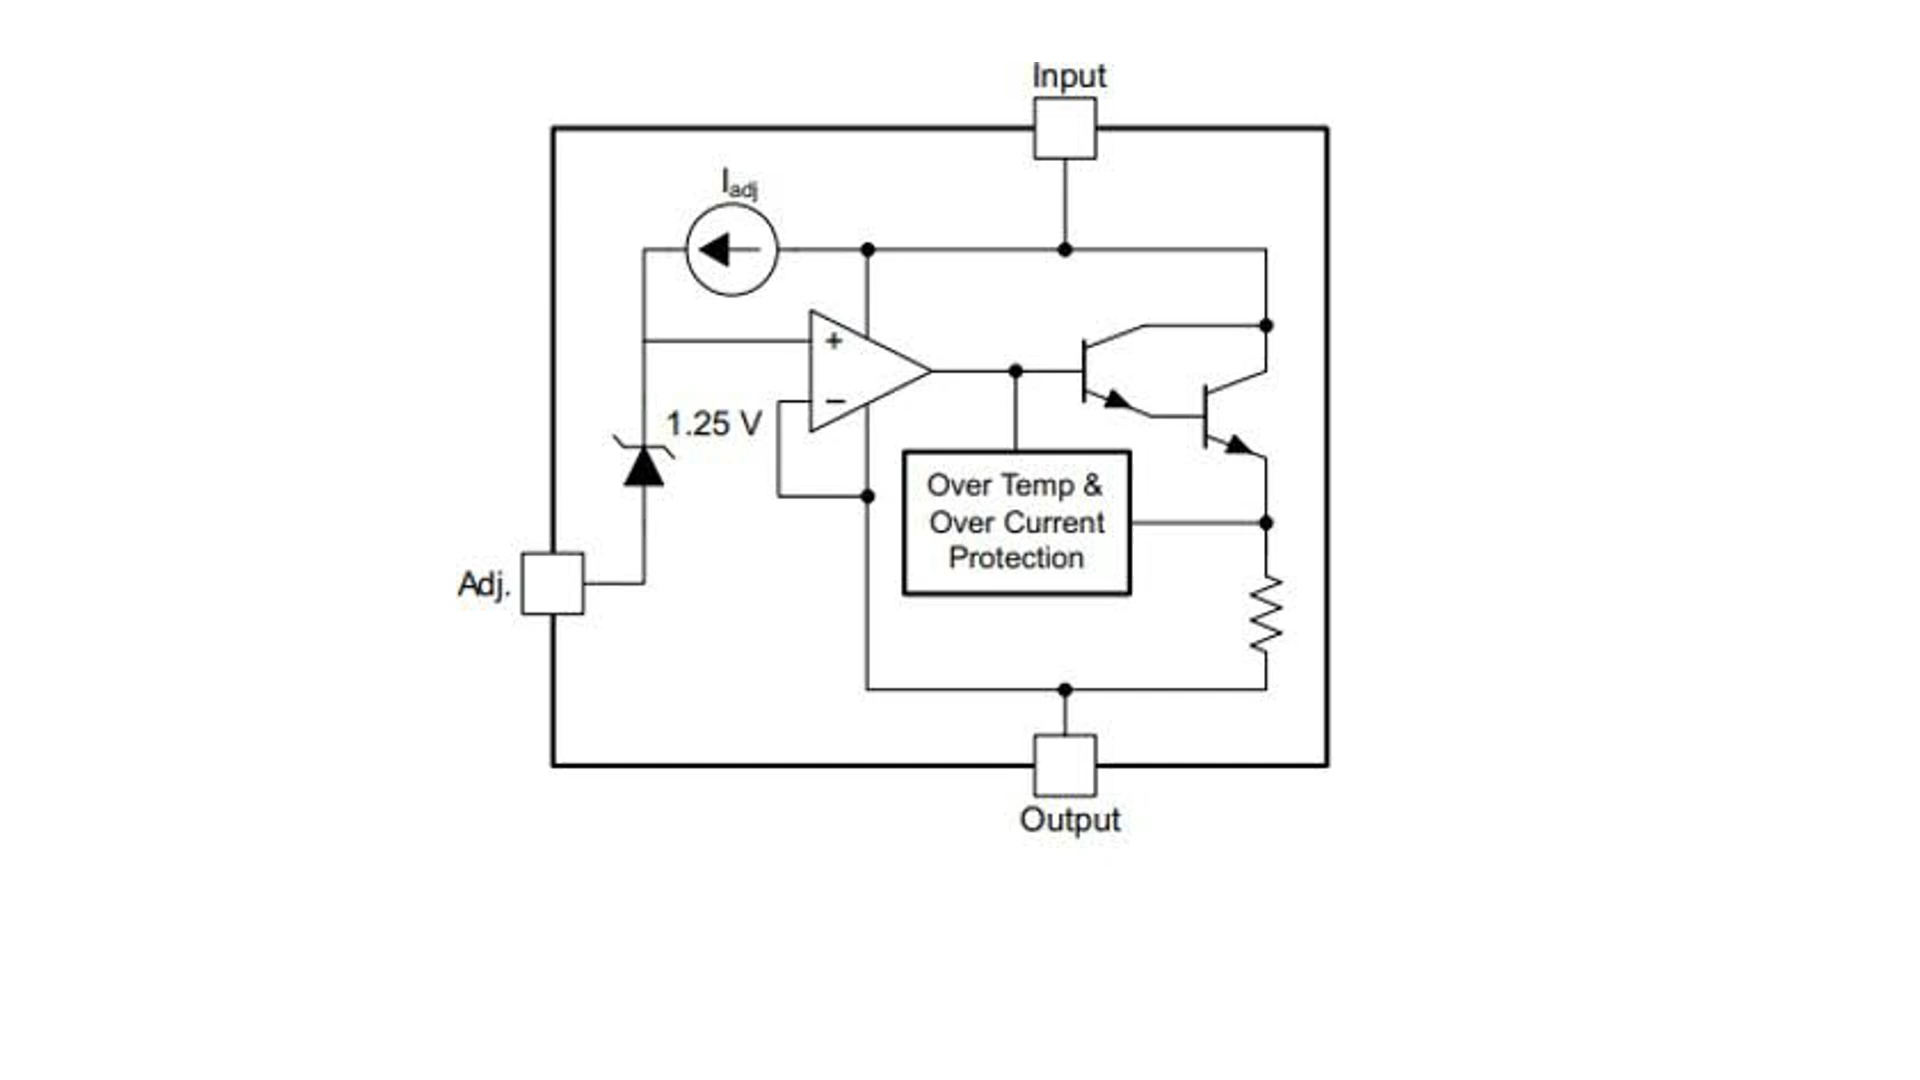 Input
Iadj
+
−
1.25 V
Over Temp &
Over Current
Protection
Adj.
Output